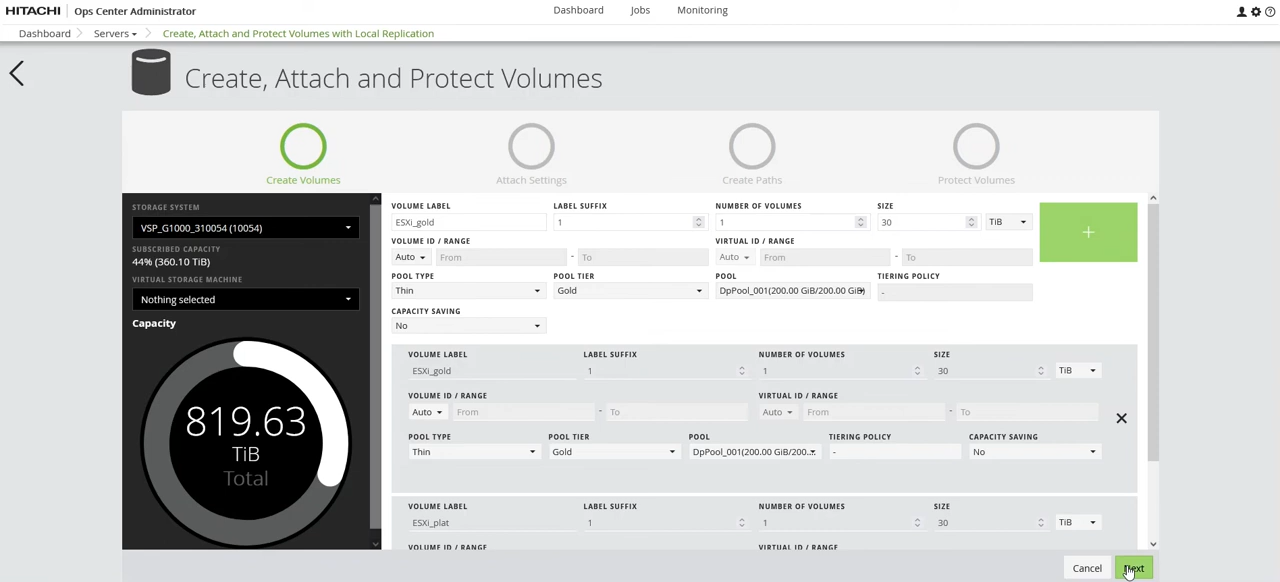 HITACHI Ops Center Administrator Dashboard Jobs Monitoring
Dashboard Servers Create, Attach and Protect Volumes with Local Replication
Create, Attach and Protect Volumes
Create Volumes Attach Settings Create Paths Protect Volumes
STORAGE SYSTEM
VSP_G1000_310054 (10054)
SUBSCRIBED CAPACITY
44% (360.10 TiB)
VIRTUAL STORAGE MACHINE
Nothing selected
Capacity
819.63
TiB
Total
VOLUME LABEL LABEL SUFFIX NUMBER OF VOLUMES SIZE
ESXi_gold 1 1 30 TiB
+
VOLUME ID / RANGE VIRTUAL ID / RANGE
Auto From - To Auto From - To
POOL TYPE POOL TIER POOL TIERING POLICY
Thin Gold DpPool_001(200.00 GiB/200.00 GiB) -
CAPACITY SAVING
No
VOLUME LABEL LABEL SUFFIX NUMBER OF VOLUMES SIZE
ESXi_gold 1 1 30 TiB
VOLUME ID / RANGE VIRTUAL ID / RANGE
Auto From - To Auto From - To
POOL TYPE POOL TIER POOL TIERING POLICY CAPACITY SAVING
Thin Gold DpPool_001(200.00 GiB/200... - No
VOLUME LABEL LABEL SUFFIX NUMBER OF VOLUMES SIZE
ESXi_plat 1 1 30 TiB
VOLUME ID / RANGE VIRTUAL ID / RANGE
Cancel Next